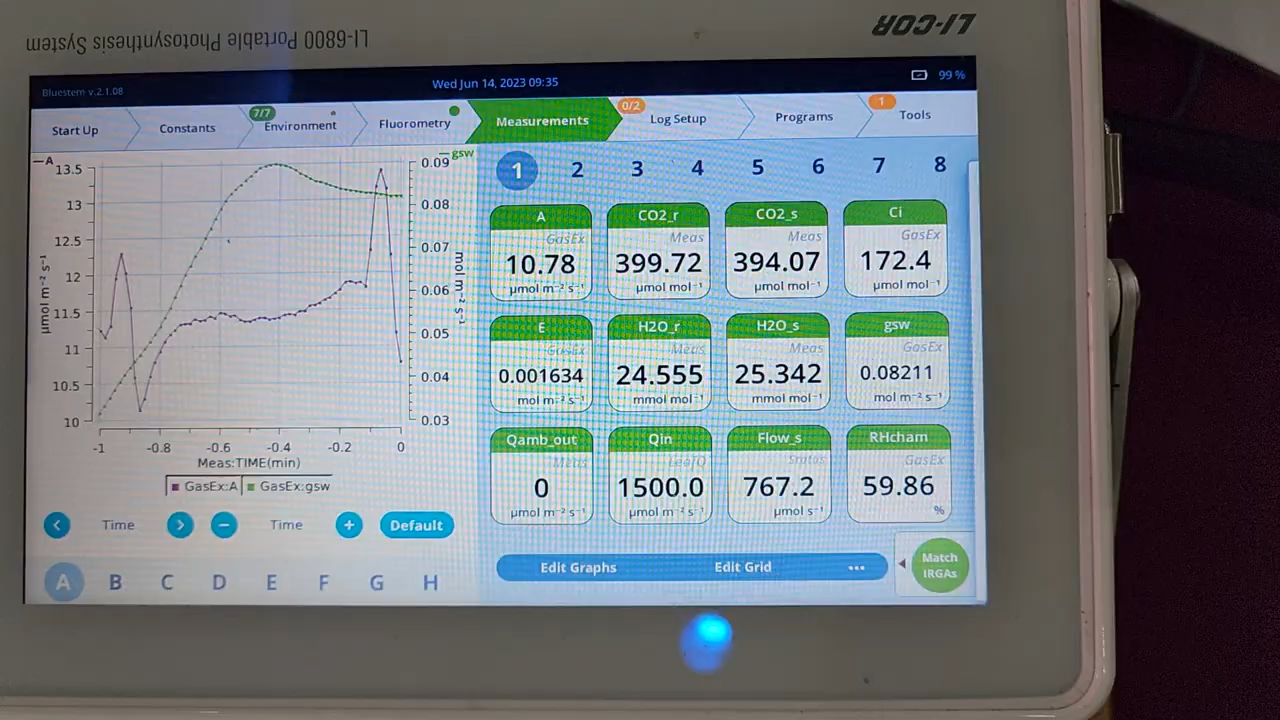 LI-6800 Portable Photosynthesis System
LI-COR
Bluestem v.2.1.08
Wed Jun 14, 2023 09:35
99 %
Start Up
Constants
7/7
Environment
Fluorometry
Measurements
0/2
Log Setup
Programs
1
Tools
A
gsw
13.5
13
12.5
12
11.5
11
10.5
10
µmol m⁻² s⁻¹
0.09
0.08
0.07
0.06
0.05
0.04
0.03
mol m⁻² s⁻¹
-1 -0.8 -0.6 -0.4 -0.2 0
Meas:TIME(min)
GasEx:A GasEx:gsw
Time
Time
Default
A B C D E F G H
1 2 3 4 5 6 7 8
A
GasEx
10.78
µmol m⁻² s⁻¹
CO2_r
Meas
399.72
µmol mol⁻¹
CO2_s
Meas
394.07
µmol mol⁻¹
Ci
GasEx
172.4
µmol mol⁻¹
E
GasEx
0.001634
mol m⁻² s⁻¹
H2O_r
Meas
24.555
mmol mol⁻¹
H2O_s
Meas
25.342
mmol mol⁻¹
gsw
GasEx
0.08211
mol m⁻² s⁻¹
Qamb_out
Meas
0
µmol m⁻² s⁻¹
Qin
LeafQ
1500.0
µmol m⁻² s⁻¹
Flow_s
Status
767.2
µmol s⁻¹
RHcham
GasEx
59.86
%
Edit Graphs
Edit Grid
...
Match
IRGAs